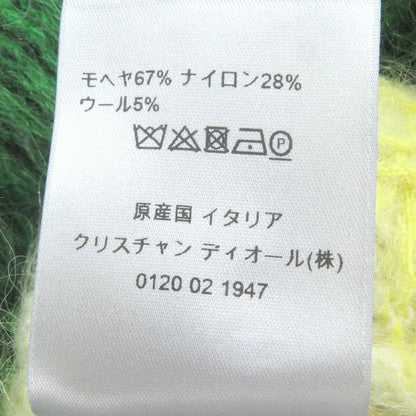 モヘヤ67% ナイロン28%
ウール5%
P
原産国 イタリア
クリスチャン ディオール(株)
0120 02 1947